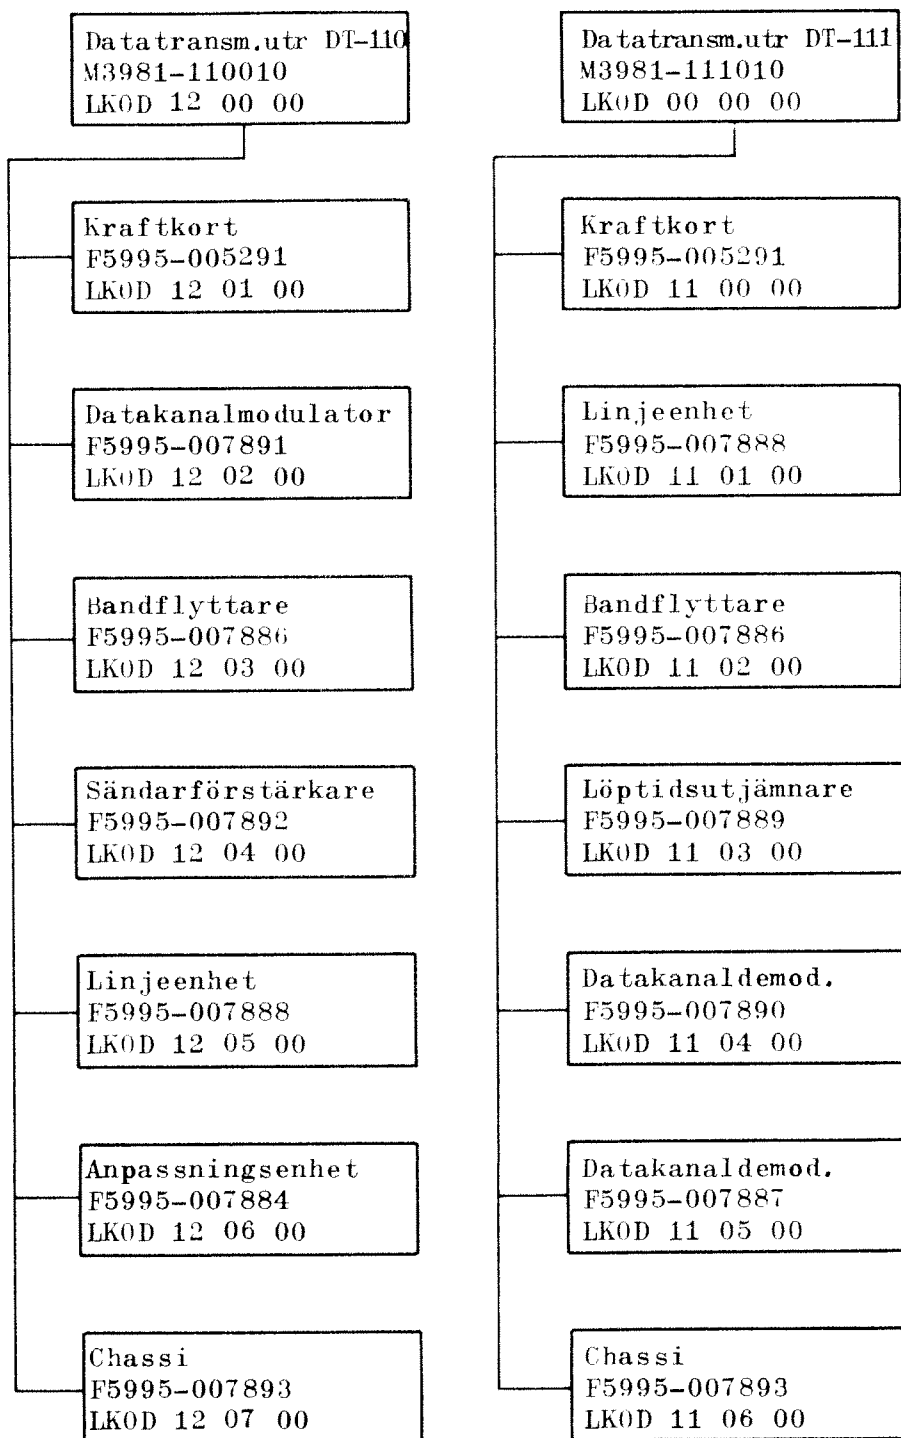 Datatransm.utr DT-110
M3981-110010
LKOD 12 00 00
Kraftkort
F5995-005291
LKOD 12 01 00
Datakanalmodulator
F5995-007891
LKOD 12 02 00
Bandflyttare
F5995-007886
LKOD 12 03 00
Sändarförstärkare
F5995-007892
LKOD 12 04 00
Linjeenhet
F5995-007888
LKOD 12 05 00
Anpassningsenhet
F5995-007884
LKOD 12 06 00
Chassi
F5995-007893
LKOD 12 07 00
Datatransm.utr DT-111
M3981-111010
LKOD 00 00 00
Kraftkort
F5995-005291
LKOD 11 00 00
Linjeenhet
F5995-007888
LKOD 11 01 00
Bandflyttare
F5995-007886
LKOD 11 02 00
Löptidsutjämnare
F5995-007889
LKOD 11 03 00
Datakanaldemod.
F5995-007890
LKOD 11 04 00
Datakanaldemod.
F5995-007887
LKOD 11 05 00
Chassi
F5995-007893
LKOD 11 06 00